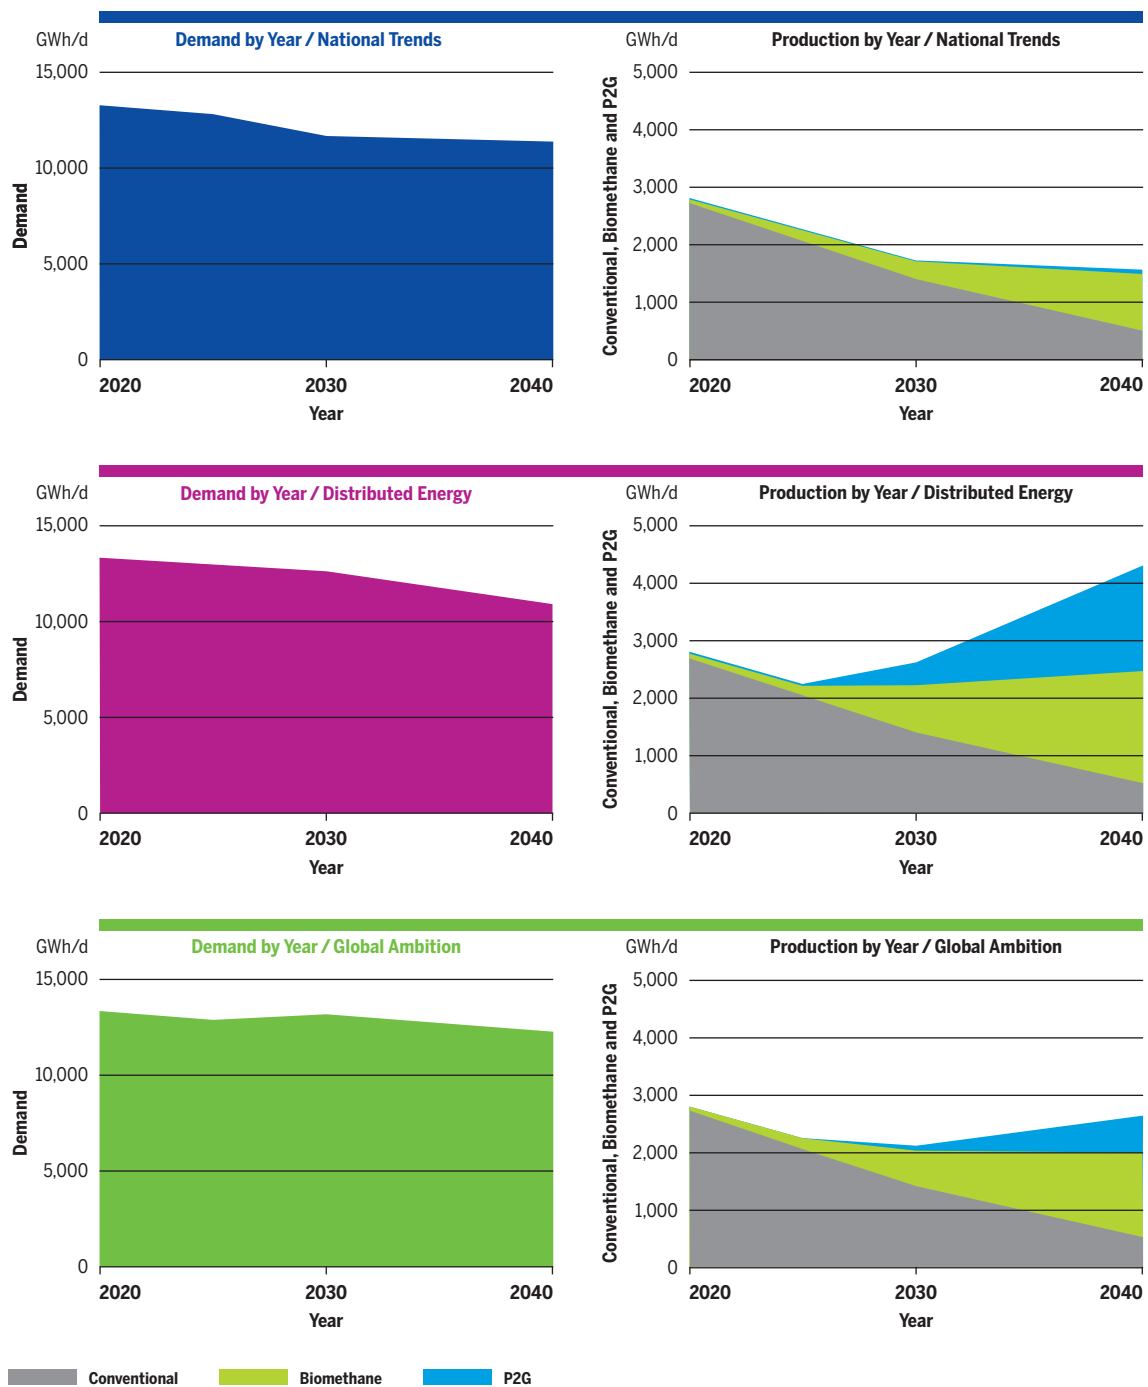 GWh/d
Demand by Year / National Trends
15,000
10,000
5,000
0
Demand
2020
2030
2040
Year
GWh/d
Production by Year / National Trends
5,000
4,000
3,000
2,000
1,000
0
Conventional, Biomethane and P2G
2020
2030
2040
Year
GWh/d
Demand by Year / Distributed Energy
15,000
10,000
5,000
0
Demand
2020
2030
2040
Year
GWh/d
Production by Year / Distributed Energy
5,000
4,000
3,000
2,000
1,000
0
Conventional, Biomethane and P2G
2020
2030
2040
Year
GWh/d
Demand by Year / Global Ambition
15,000
10,000
5,000
0
Demand
2020
2030
2040
Year
GWh/d
Production by Year / Global Ambition
5,000
4,000
3,000
2,000
1,000
0
Conventional, Biomethane and P2G
2020
2030
2040
Year
Conventional
Biomethane
P2G